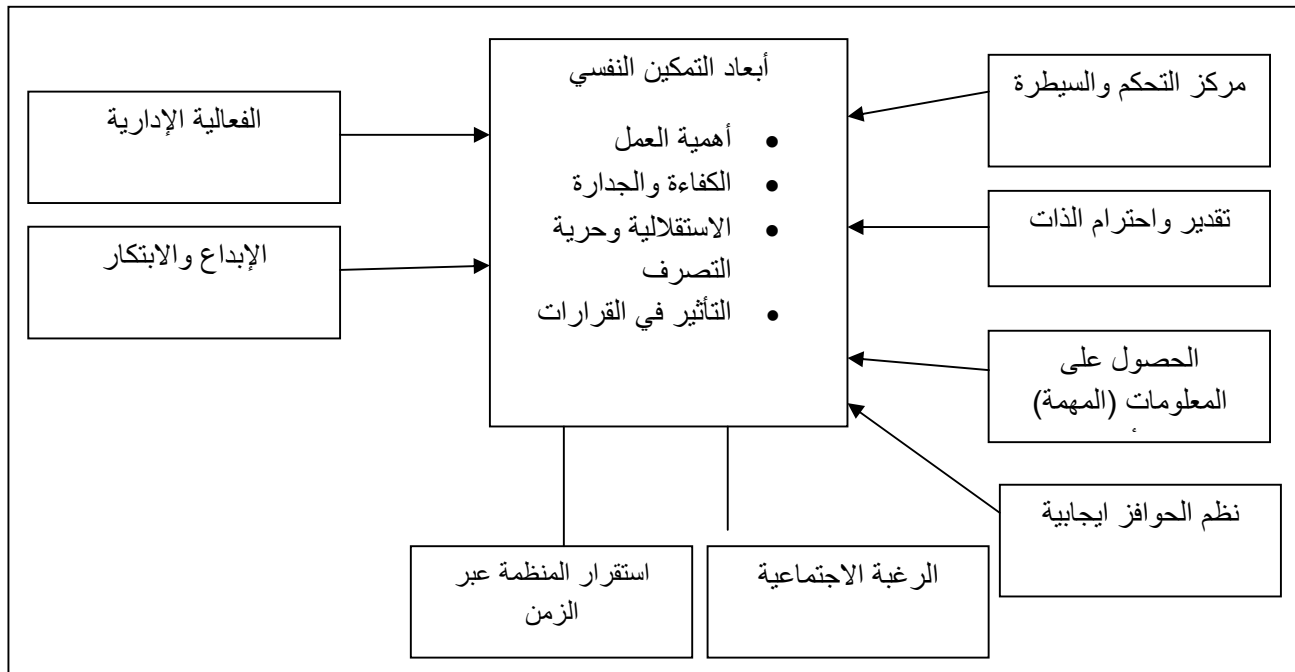 أبعاد التمكين النفسي
• أهمية العمل
• الكفاءة والجدارة
• الاستقلالية وحرية
التصرف
• التأثير في القرارات
مركز التحكم والسيطرة
تقدير واحترام الذات
الحصول على
المعلومات (المهمة)
نظم الحوافز ايجابية
الفعالية الإدارية
الإبداع والابتكار
الرغبة الاجتماعية
استقرار المنظمة عبر
الزمن